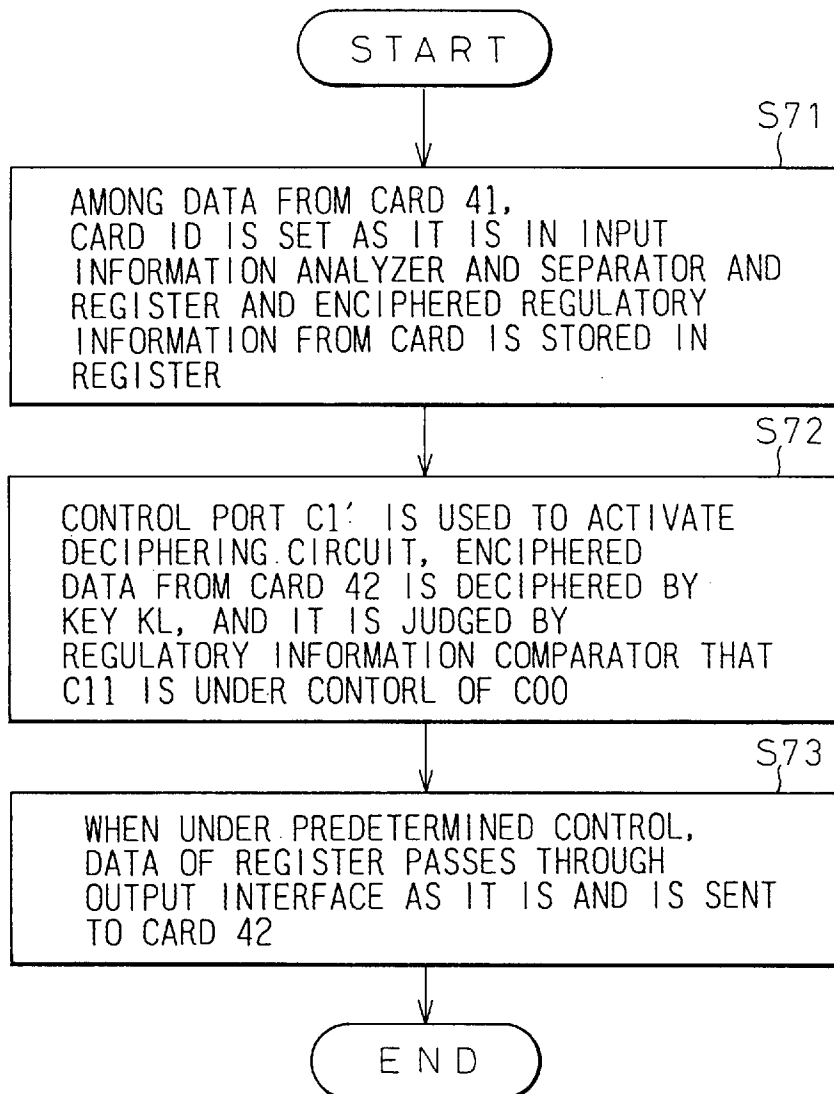 START
S71
AMONG DATA FROM CARD 41,
CARD ID IS SET AS IT IS IN INPUT
INFORMATION ANALYZER AND SEPARATOR AND
REGISTER AND ENCIPHERED REGULATORY
INFORMATION FROM CARD IS STORED IN
REGISTER
S72
CONTROL PORT C1' IS USED TO ACTIVATE
DECIPHERING CIRCUIT, ENCIPHERED
DATA FROM CARD 42 IS DECIPHERED BY
KEY KL, AND IT IS JUDGED BY
REGULATORY INFORMATION COMPARATOR THAT
C11 IS UNDER CONTORL OF C00
S73
WHEN UNDER PREDETERMINED CONTROL,
DATA OF REGISTER PASSES THROUGH
OUTPUT INTERFACE AS IT IS AND IS SENT
TO CARD 42
END